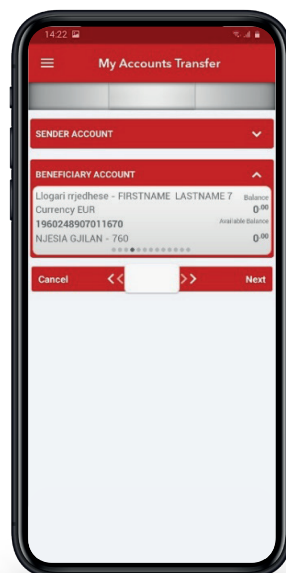 14:22
My Accounts Transfer
SENDER ACCOUNT
BENEFICIARY ACCOUNT
Llogari rrjedhese - FIRSTNAME LASTNAME 7 Balance
Currency EUR 0.00
1960248907011670 Available Balance
NJESIA GJILAN - 760 0.00
Cancel << >> Next